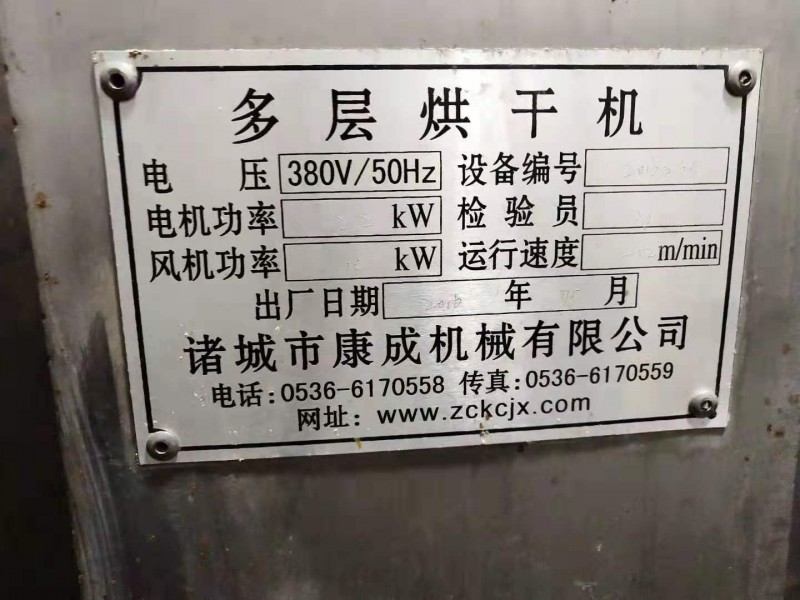 多层烘干机
电压 380V/50Hz 设备编号
电机功率 kW 检验员
风机功率 kW 运行速度 m/min
出厂日期 年 月
诸城市康成机械有限公司
电话:0536-6170558 传真:0536-6170559
网址: www.zckcjx.com